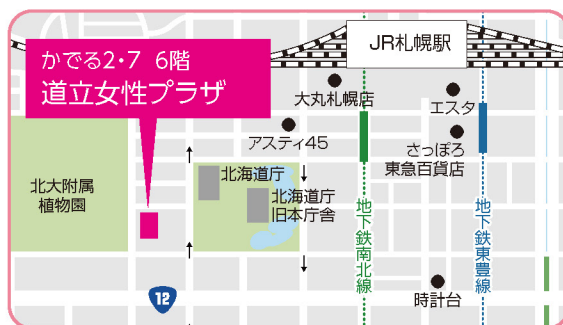 かでる2・7 6階
道立女性プラザ
JR札幌駅
大丸札幌店
エスタ
アスティ45
さっぽろ
東急百貨店
北大附属
植物園
北海道庁
北海道庁
旧本庁舎
地下鉄南北線
地下鉄東豊線
時計台
12